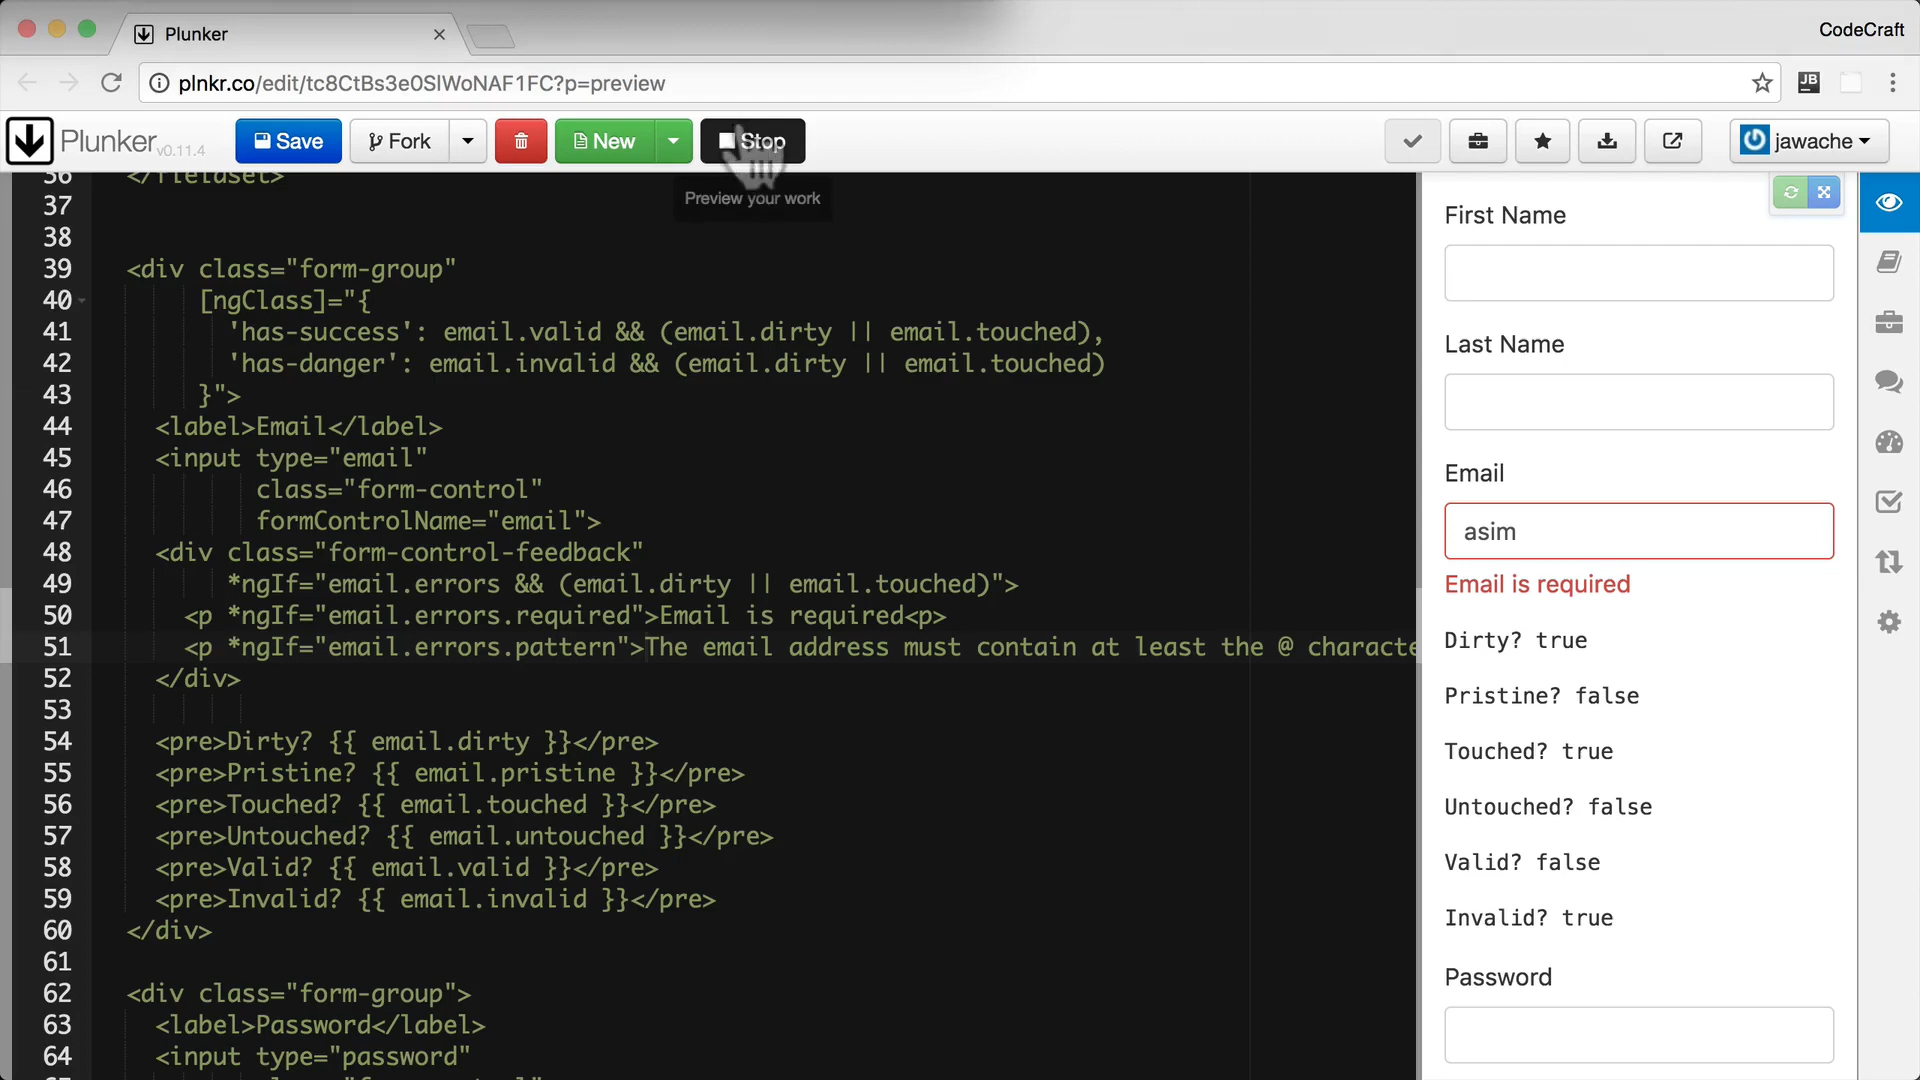 Plunker
CodeCraft
plnkr.co/edit/tc8CtBs3e0SlWoNAF1FC?p=preview
JB
Plunker v0.11.4
Save
Fork
New
Stop
jawache
Preview your work
36 </fieldset>
37
38
39 <div class="form-group"
40 [ngClass]="{
41 'has-success': email.valid && (email.dirty || email.touched),
42 'has-danger': email.invalid && (email.dirty || email.touched)
43 }">
44 <label>Email</label>
45 <input type="email"
46 class="form-control"
47 formControlName="email">
48 <div class="form-control-feedback"
49 *ngIf="email.errors && (email.dirty || email.touched)">
50 <p *ngIf="email.errors.required">Email is required<p>
51 <p *ngIf="email.errors.pattern">The email address must contain at least the @ characte
52 </div>
53
54 <pre>Dirty? {{ email.dirty }}</pre>
55 <pre>Pristine? {{ email.pristine }}</pre>
56 <pre>Touched? {{ email.touched }}</pre>
57 <pre>Untouched? {{ email.untouched }}</pre>
58 <pre>Valid? {{ email.valid }}</pre>
59 <pre>Invalid? {{ email.invalid }}</pre>
60 </div>
61
62 <div class="form-group">
63 <label>Password</label>
64 <input type="password"
First Name
Last Name
Email
asim
Email is required
Dirty? true
Pristine? false
Touched? true
Untouched? false
Valid? false
Invalid? true
Password